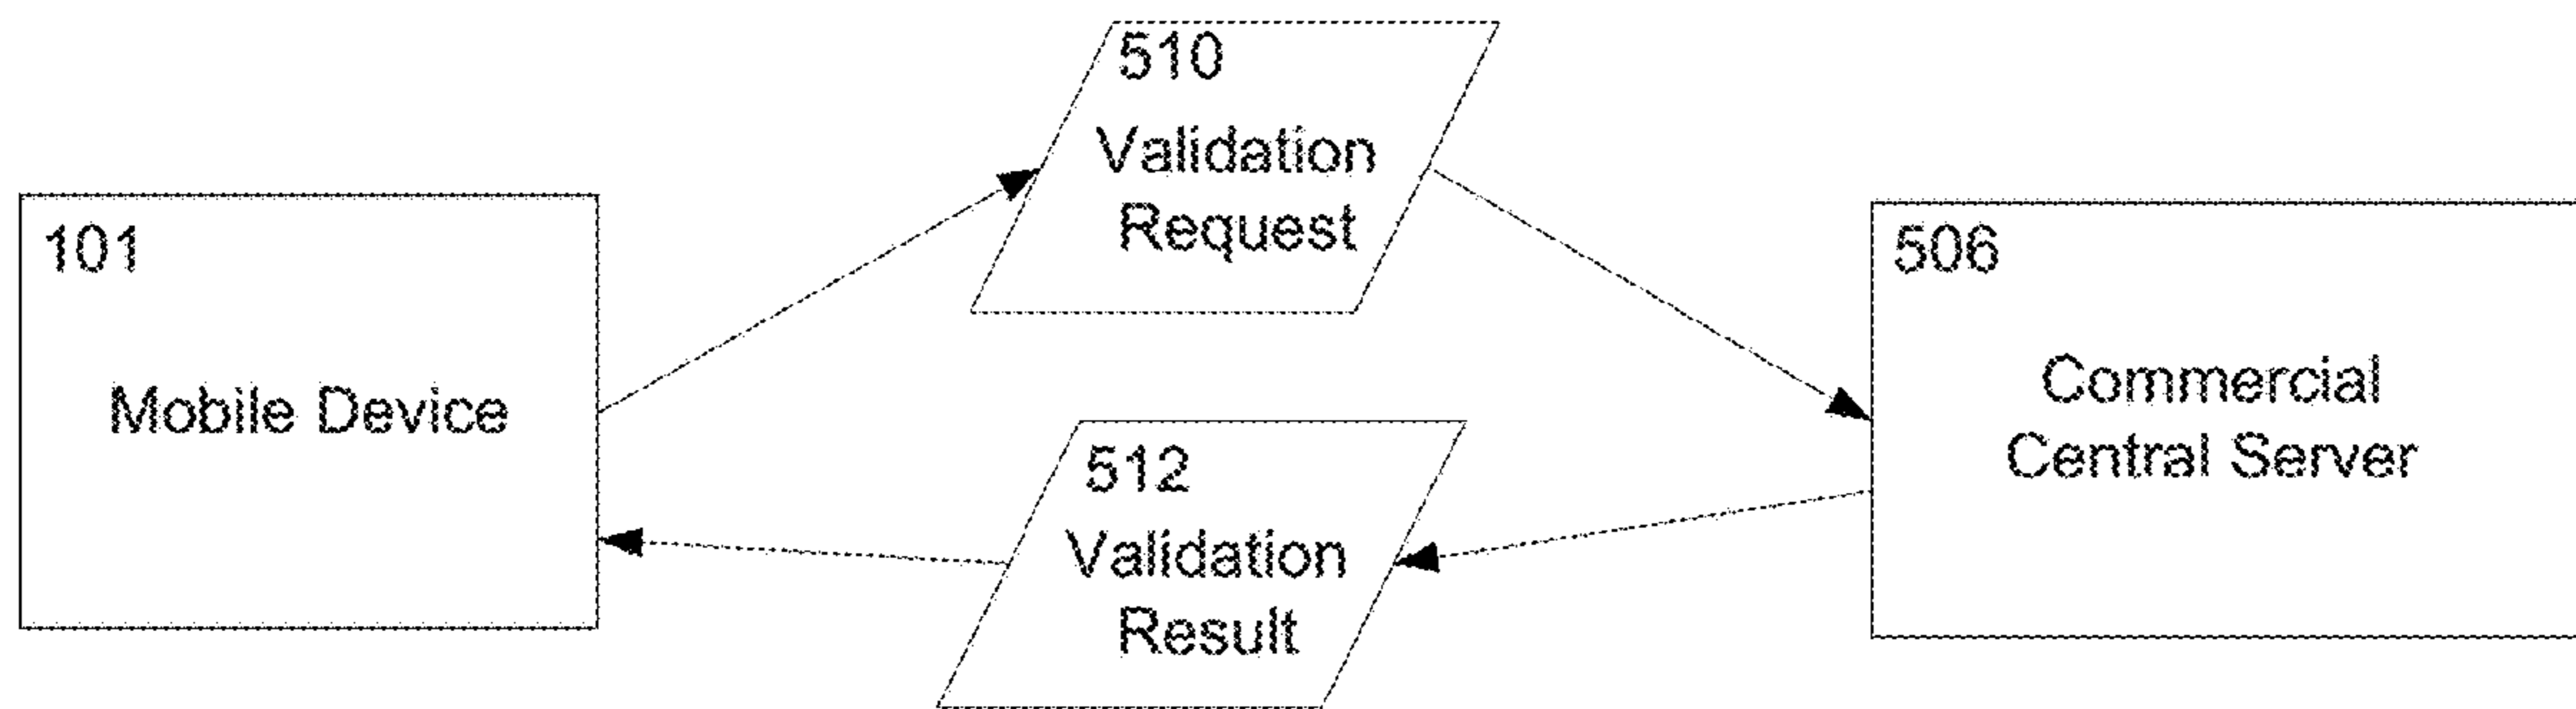 510
Validation
Request
101
Mobile Device
506
Commercial
Central Server
512
Validation
Result